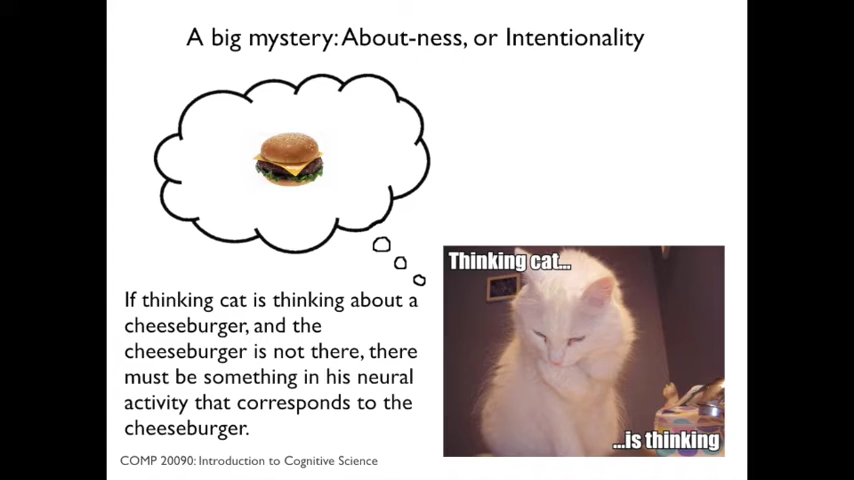 A big mystery: About-ness, or Intentionality
Thinking cat...
If thinking cat is thinking about a
cheeseburger, and the
cheeseburger is not there, there
must be something in his neural
activity that corresponds to the
cheeseburger.
...is thinking
COMP 20090: Introduction to Cognitive Science